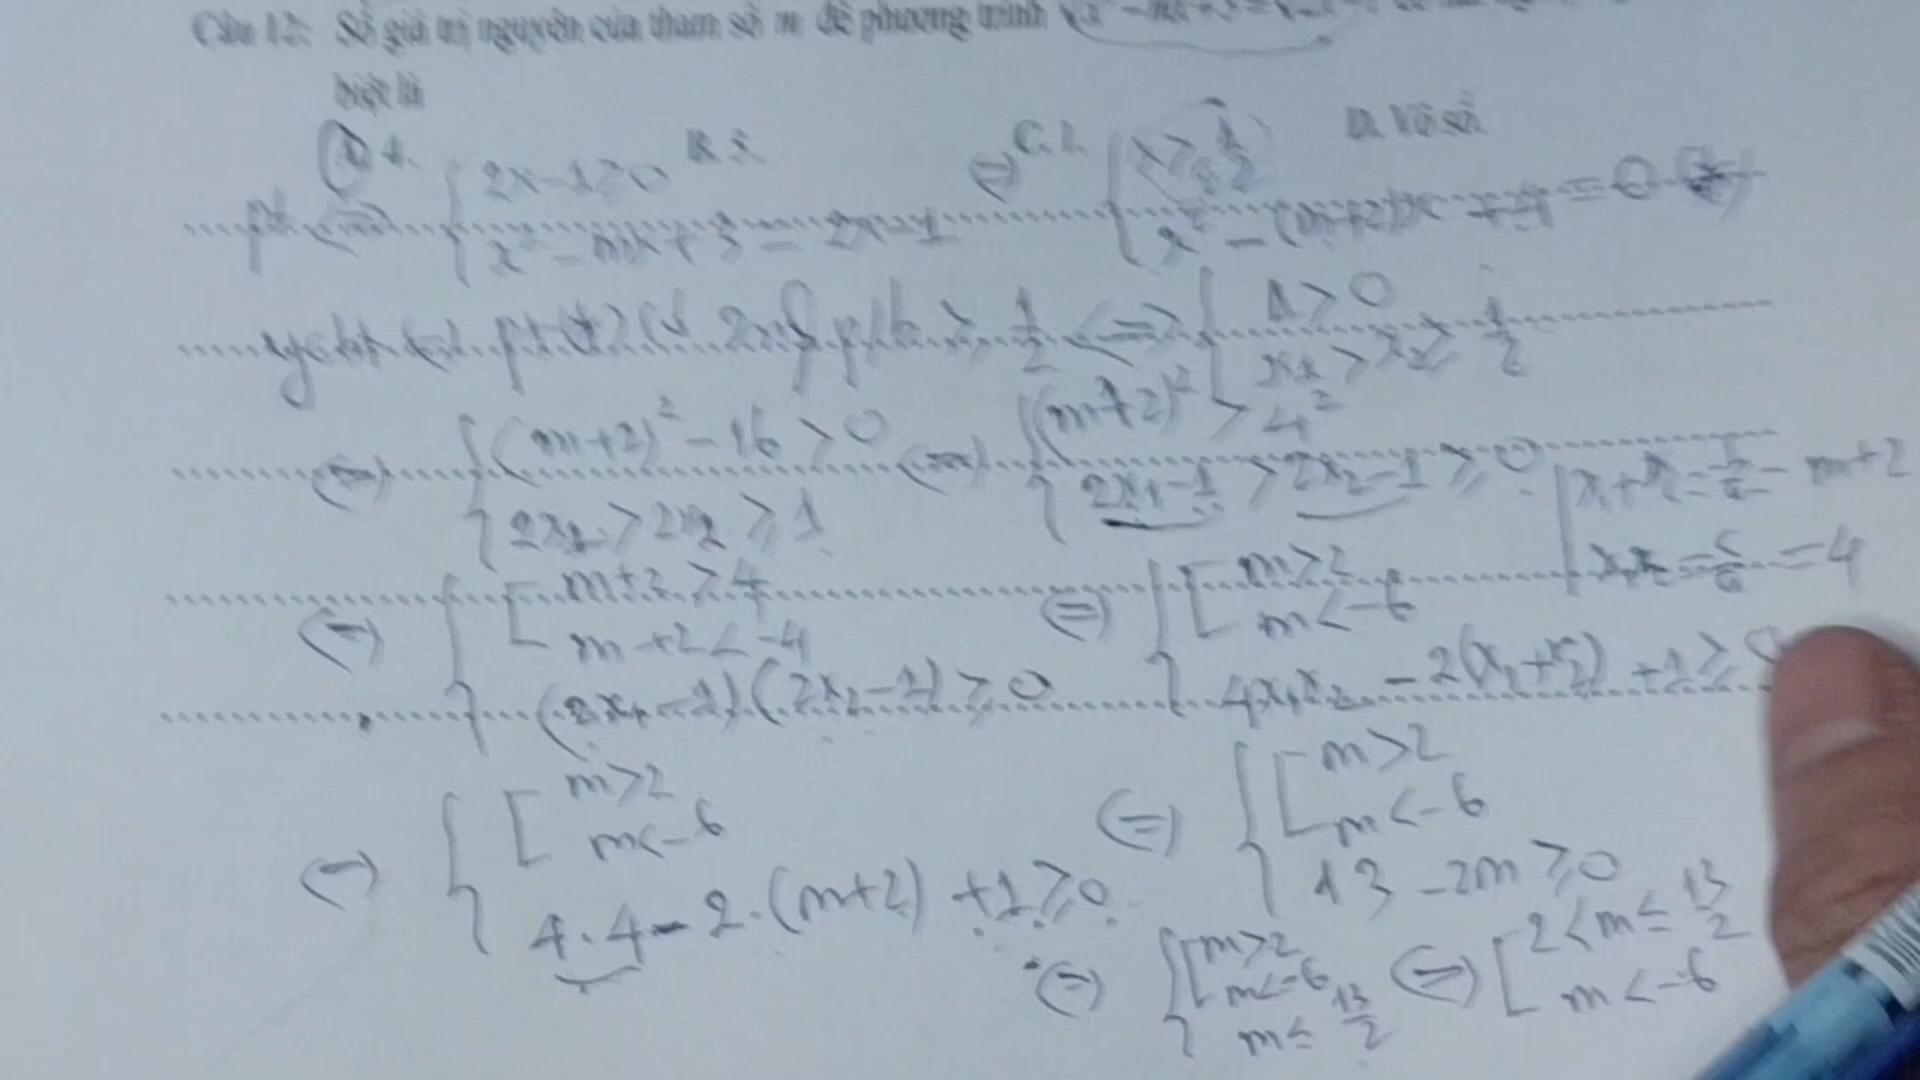 Câu 12: Số giá trị nguyên của tham số m để phương trình
biệt là
A 4. B. 5. C. 1. D. Vô số.
pt <=> { 2x-1≥0 <=> { x≥ 1/2
x² - mx + 3 = 2x-1 x² - (m+2)x + 4 = 0 (*)
ycbt <=> pt (*) có 2 no p/b ≥ 1/2 <=> { Δ>0
x₁ > x₂ ≥ 1/2
<=> { (m+2)² - 16 > 0 <=> { (m+2)² > 4²
2x₁ > 2x₂ ≥ 1 2x₁-1 > 2x₂-1 ≥ 0
x₁+x₂ = = m+2
x₁x₂ = = 4
<=> { [ m+2 > 4 <=> { [ m>2
m+2 < -4 m < -6
(2x₁-1)(2x₂-1) ≥ 0 4x₁x₂ - 2(x₁+x₂) + 1 ≥ 0
<=> { [ m>2 <=> { [ m>2
m<-6 m<-6
4.4 - 2.(m+2) + 1 ≥ 0 13 - 2m ≥ 0
<=> { [ m>2 <=> [ 2<m≤ 13/2
m<-6 m < -6
m≤ 13/2